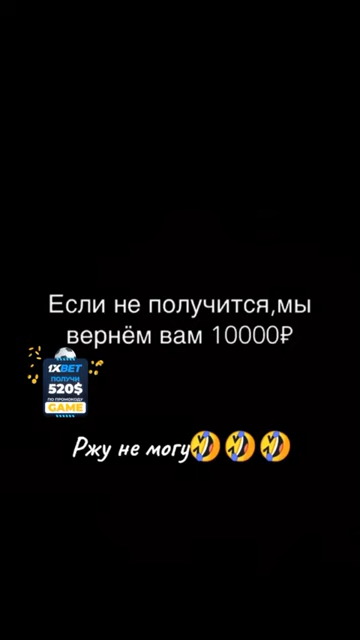 Если не получится,мы
вернём вам 10000₽
1XBET
ПОЛУЧИ
520$
ПО ПРОМОКОДУ
GAME
Ржу не могу🤣🤣🤣